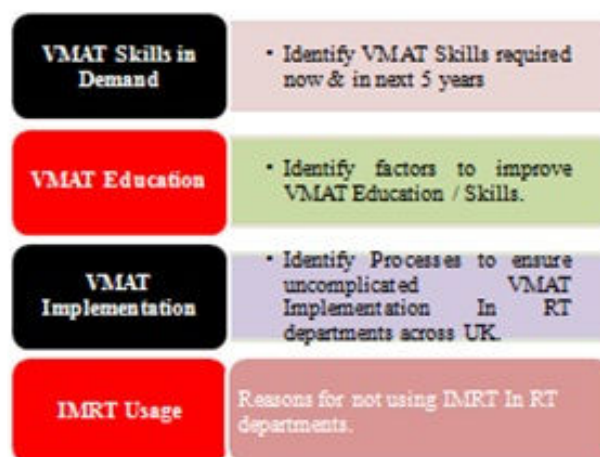 VMAT Skills in
Demand
• Identify VMAT Skills required
now & in next 5 years
VMAT Education
• Identify factors to improve
VMAT Education / Skills.
VMAT
Implementation
• Identify Processes to ensure
uncomplicated VMAT
Implementation In RT
departments across UK.
IMRT Usage
Reasons for not using IMRT In RT
departments.